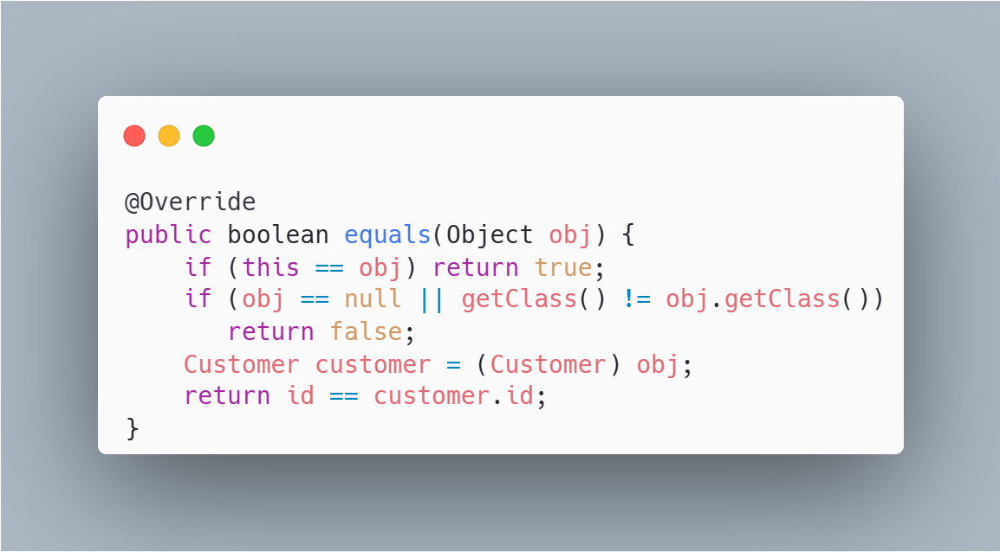 @Override
public boolean equals(Object obj) {
    if (this == obj) return true;
    if (obj == null || getClass() != obj.getClass())
       return false;
    Customer customer = (Customer) obj;
    return id == customer.id;
}